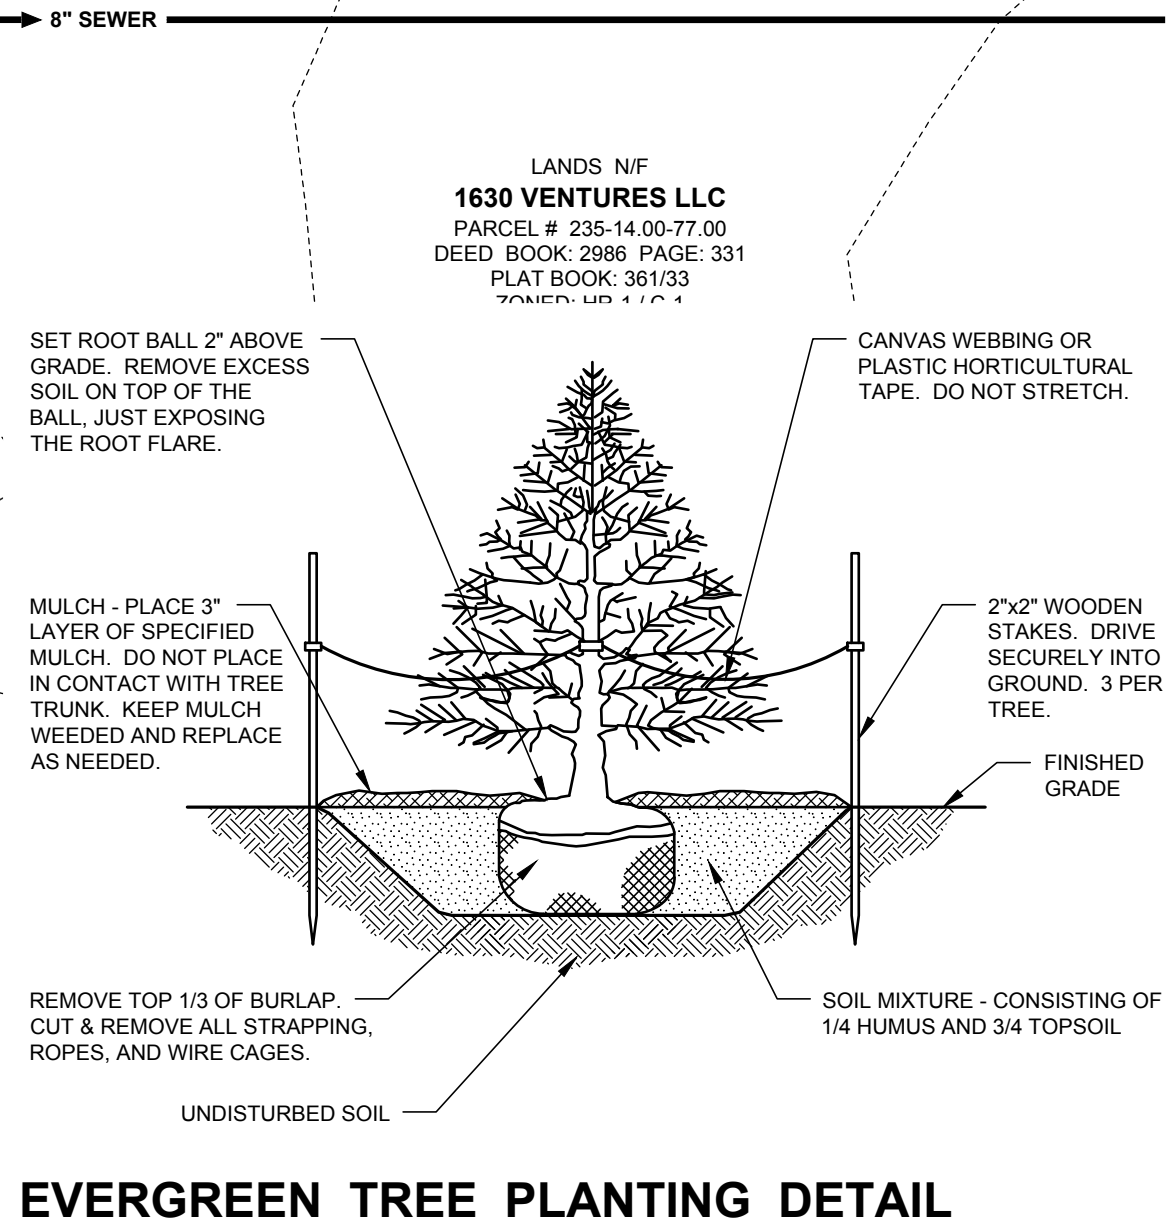 8" SEWER
LANDS N/F
1630 VENTURES LLC
PARCEL # 235-14.00-77.00
DEED BOOK: 2986 PAGE: 331
PLAT BOOK: 361/33
ZONED: HR-1 / C-1
SET ROOT BALL 2" ABOVE
GRADE. REMOVE EXCESS
SOIL ON TOP OF THE
BALL, JUST EXPOSING
THE ROOT FLARE.
CANVAS WEBBING OR
PLASTIC HORTICULTURAL
TAPE. DO NOT STRETCH.
MULCH - PLACE 3"
LAYER OF SPECIFIED
MULCH. DO NOT PLACE
IN CONTACT WITH TREE
TRUNK. KEEP MULCH
WEEDED AND REPLACE
AS NEEDED.
2"x2" WOODEN
STAKES. DRIVE
SECURELY INTO
GROUND. 3 PER
TREE.
FINISHED
GRADE
REMOVE TOP 1/3 OF BURLAP.
CUT & REMOVE ALL STRAPPING,
ROPES, AND WIRE CAGES.
SOIL MIXTURE - CONSISTING OF
1/4 HUMUS AND 3/4 TOPSOIL
UNDISTURBED SOIL
EVERGREEN TREE PLANTING DETAIL